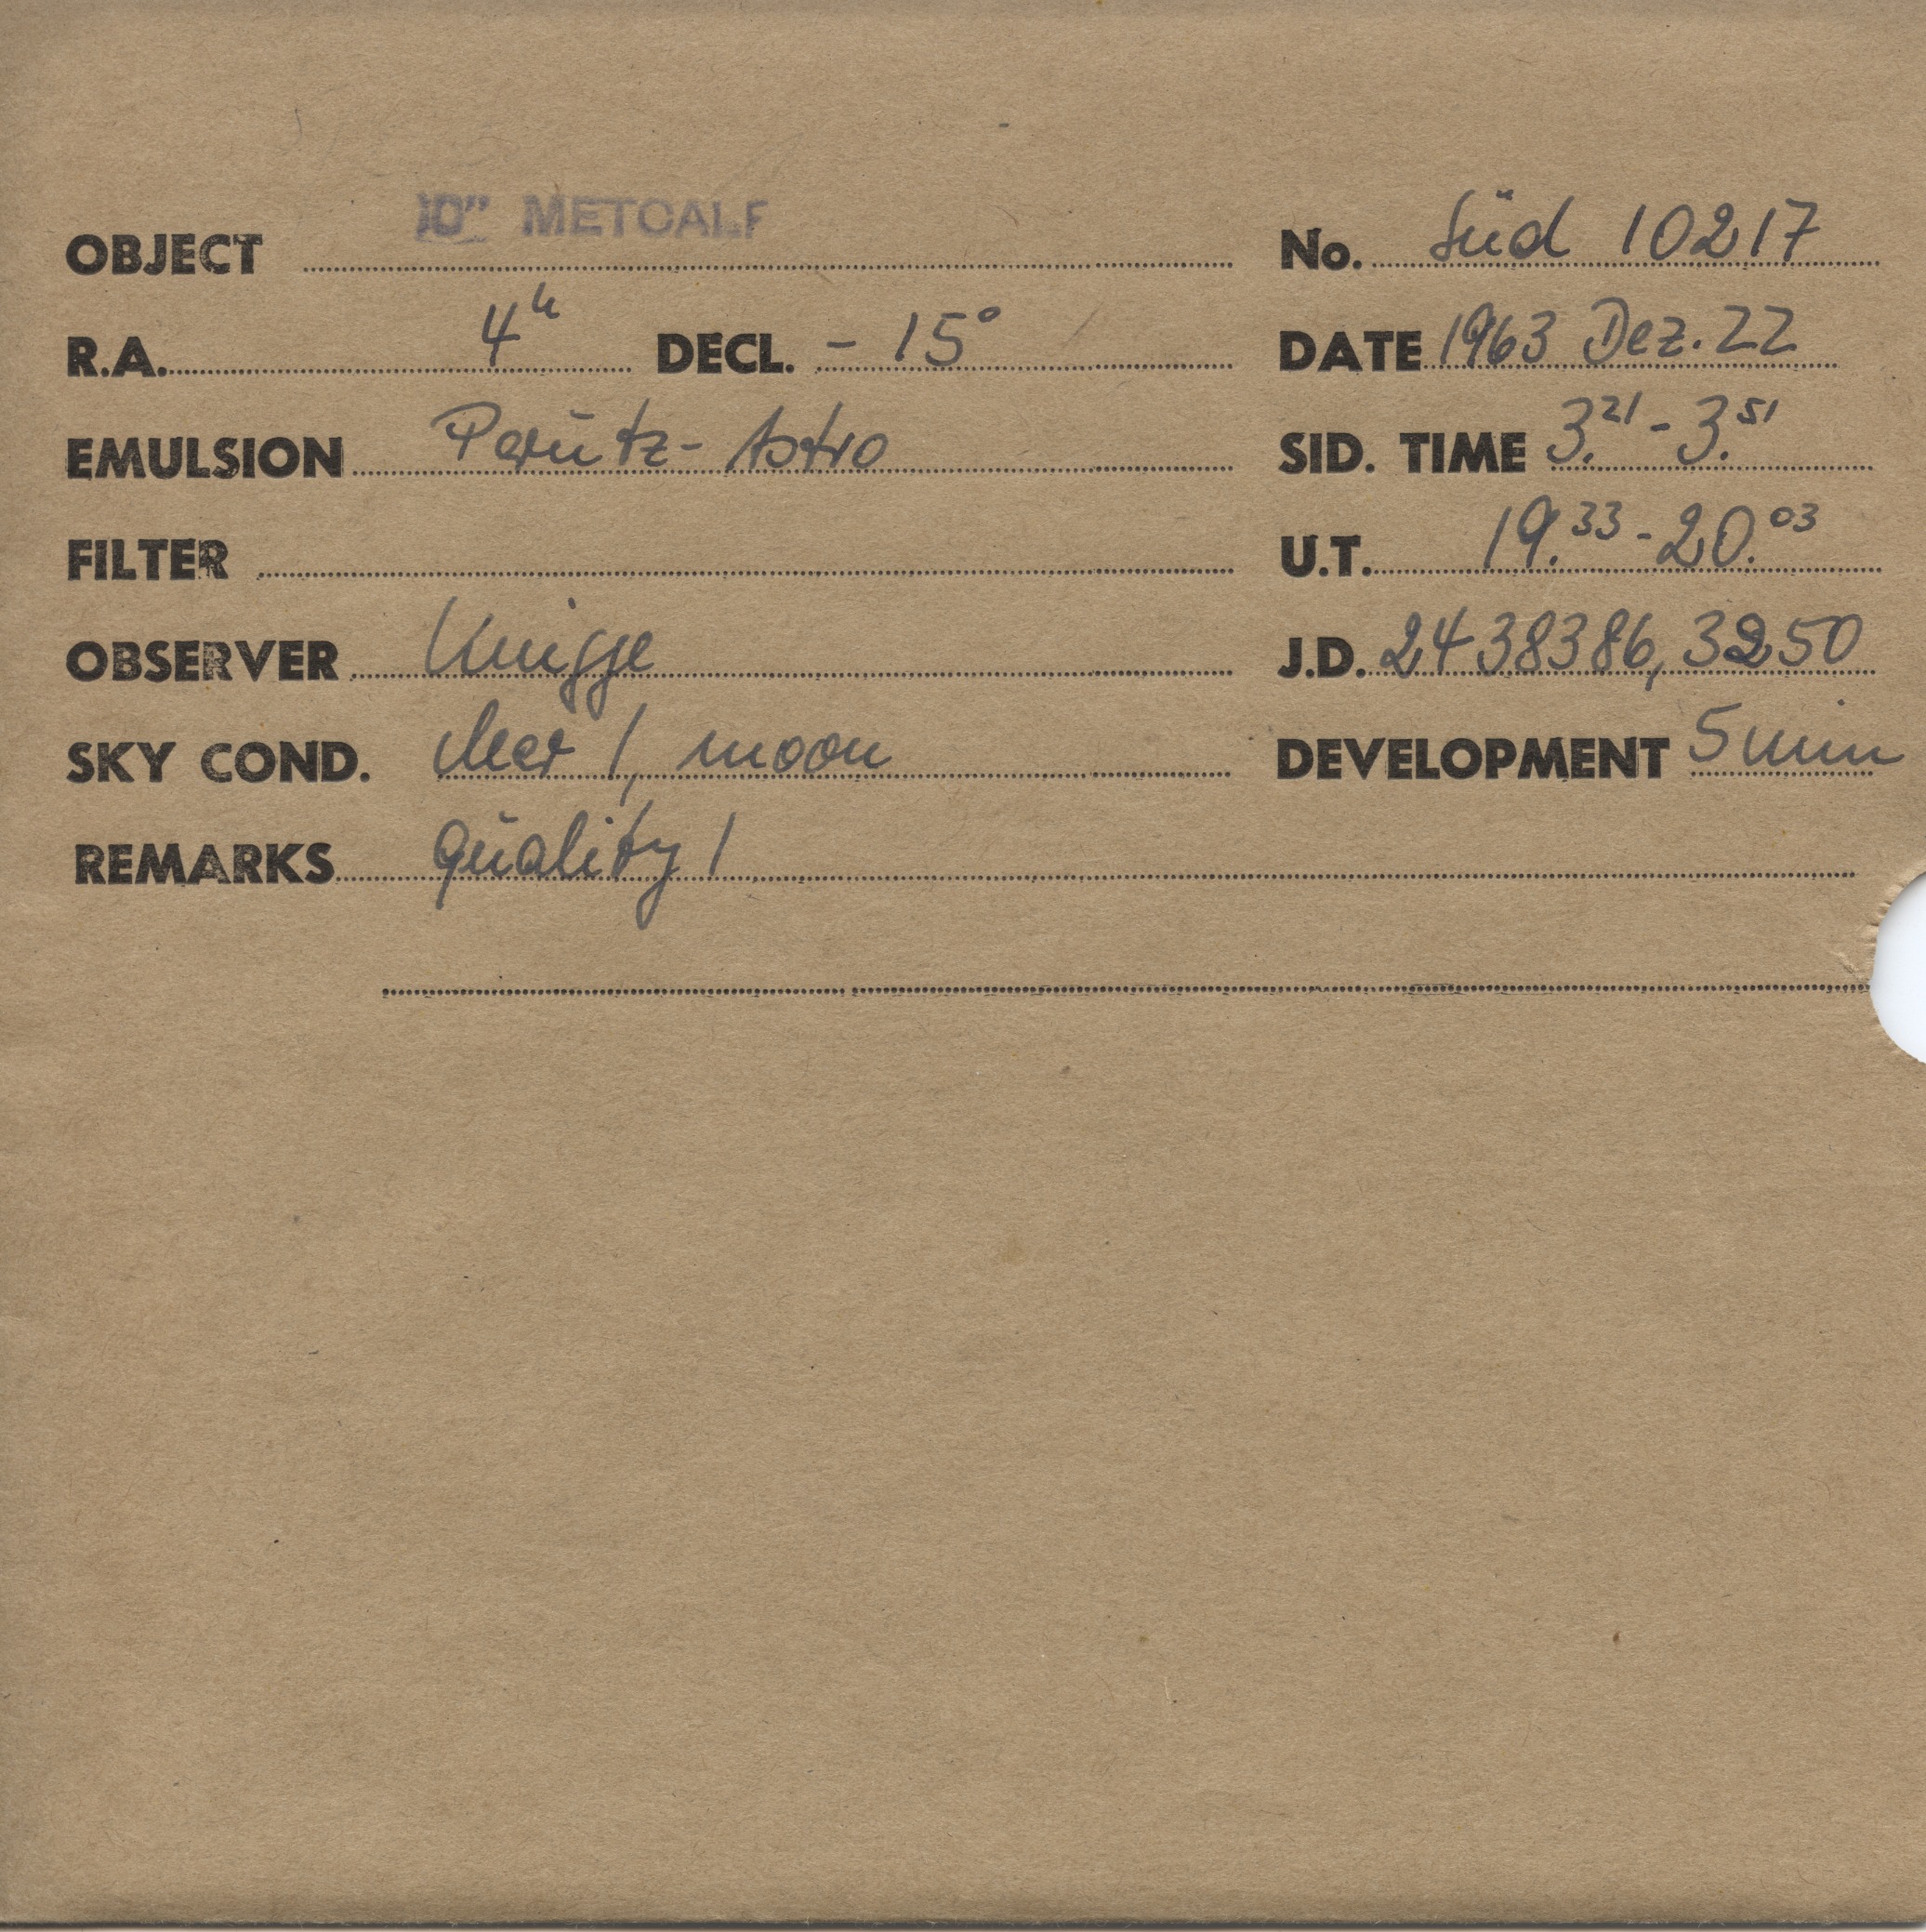 10" METCALF
OBJECT No. Süd 10217
R.A. 4h DECL. - 15° DATE 1963 Dez. 22
EMULSION Perutz- Astro SID. TIME 3.21 - 3.51
FILTER U.T. 19.33 - 20.03
OBSERVER Knigge J.D. 2438386,3250
SKY COND. clear 1, moon DEVELOPMENT 5 min
REMARKS quality 1